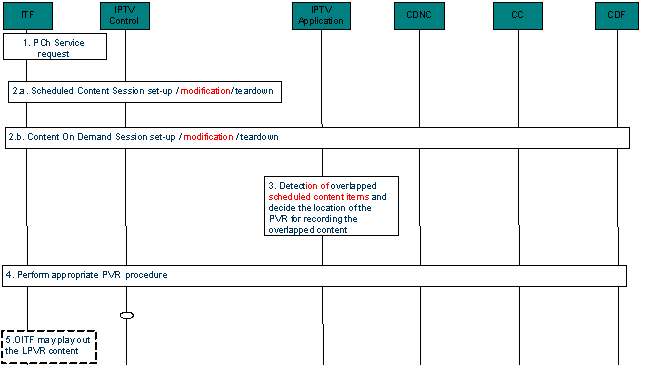 ITF
IPTV
Control
IPTV
Application
CDNC
CC
CDF
1. PCh Service
request
2.a. Scheduled Content Session set-up / modification / teardown
2.b. Content On Demand Session set-up / modification / teardown
3. Detection of overlapped
scheduled content items and
decide the location of the
PVR for recording the
overlapped content
4. Perform appropriate PVR procedure
5.OITF may play out
the LPVR content